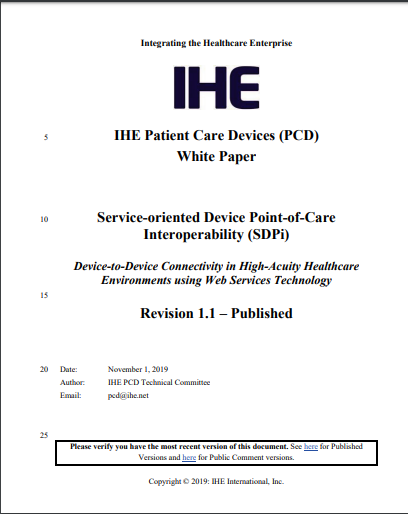 Integrating the Healthcare Enterprise
IHE
5 IHE Patient Care Devices (PCD)
White Paper
10 Service-oriented Device Point-of-Care
Interoperability (SDPi)
Device-to-Device Connectivity in High-Acuity Healthcare
Environments using Web Services Technology
15
Revision 1.1 – Published
20 Date: November 1, 2019
Author: IHE PCD Technical Committee
Email: pcd@ihe.net
25
Please verify you have the most recent version of this document. See here for Published
Versions and here for Public Comment versions.
Copyright © 2019: IHE International, Inc.